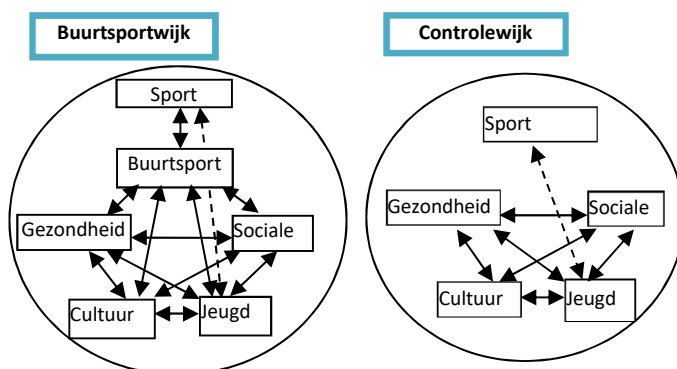 Buurtsportwijk
Controlewijk
Sport
Buurtsport
Gezondheid
Sociale
Cultuur
Jeugd
Sport
Gezondheid
Sociale
Cultuur
Jeugd